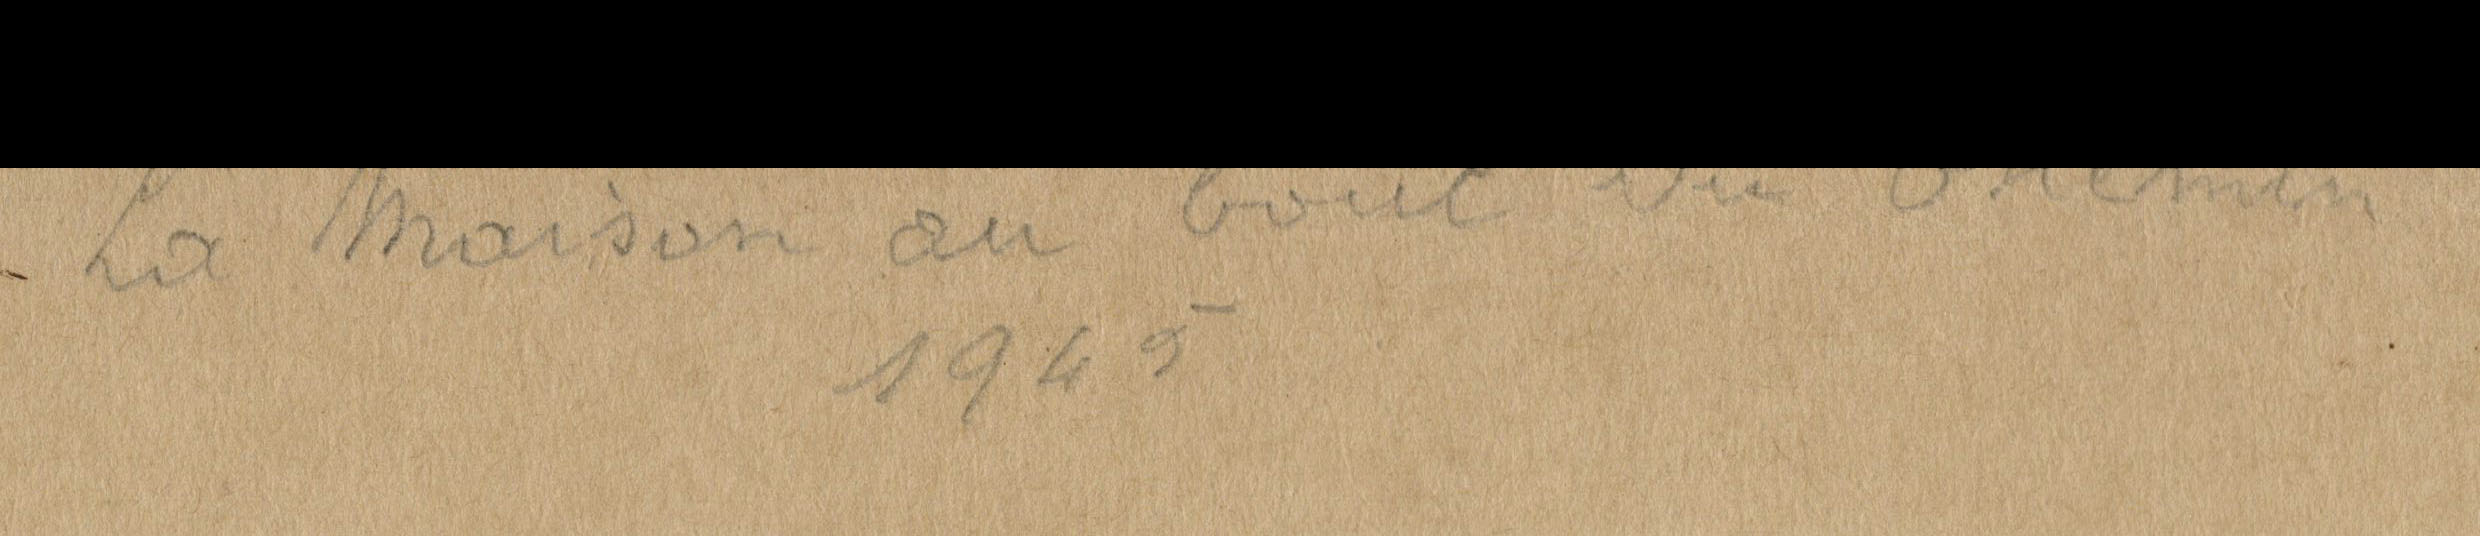 La Maison au bout du Chemin
1945